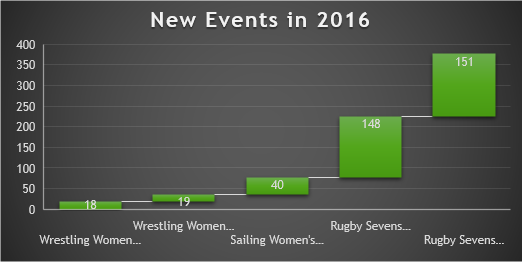 New Events in 2016
400
350
300
250
200
150
100
50
0
18
19
40
148
151
Wrestling Women...
Wrestling Women...
Sailing Women's...
Rugby Sevens...
Rugby Sevens...